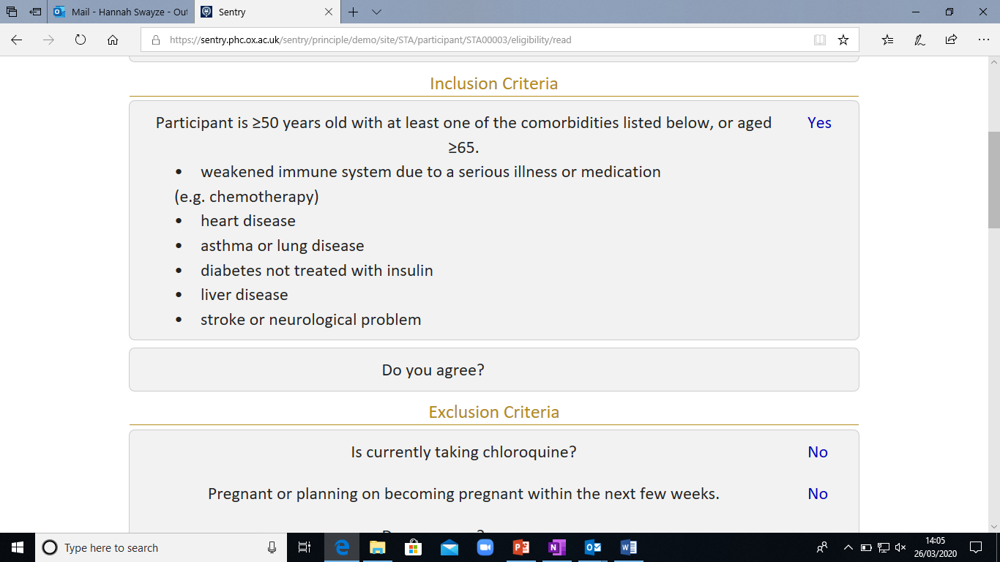 Mail - Hannah Swayze - Out
Sentry
https://sentry.phc.ox.ac.uk/sentry/principle/demo/site/STA/participant/STA00003/eligibility/read
Inclusion Criteria
Participant is ≥50 years old with at least one of the comorbidities listed below, or aged Yes
≥65.
• weakened immune system due to a serious illness or medication
(e.g. chemotherapy)
• heart disease
• asthma or lung disease
• diabetes not treated with insulin
• liver disease
• stroke or neurological problem
Do you agree?
Exclusion Criteria
Is currently taking chloroquine? No
Pregnant or planning on becoming pregnant within the next few weeks. No
Type here to search
14:05
26/03/2020